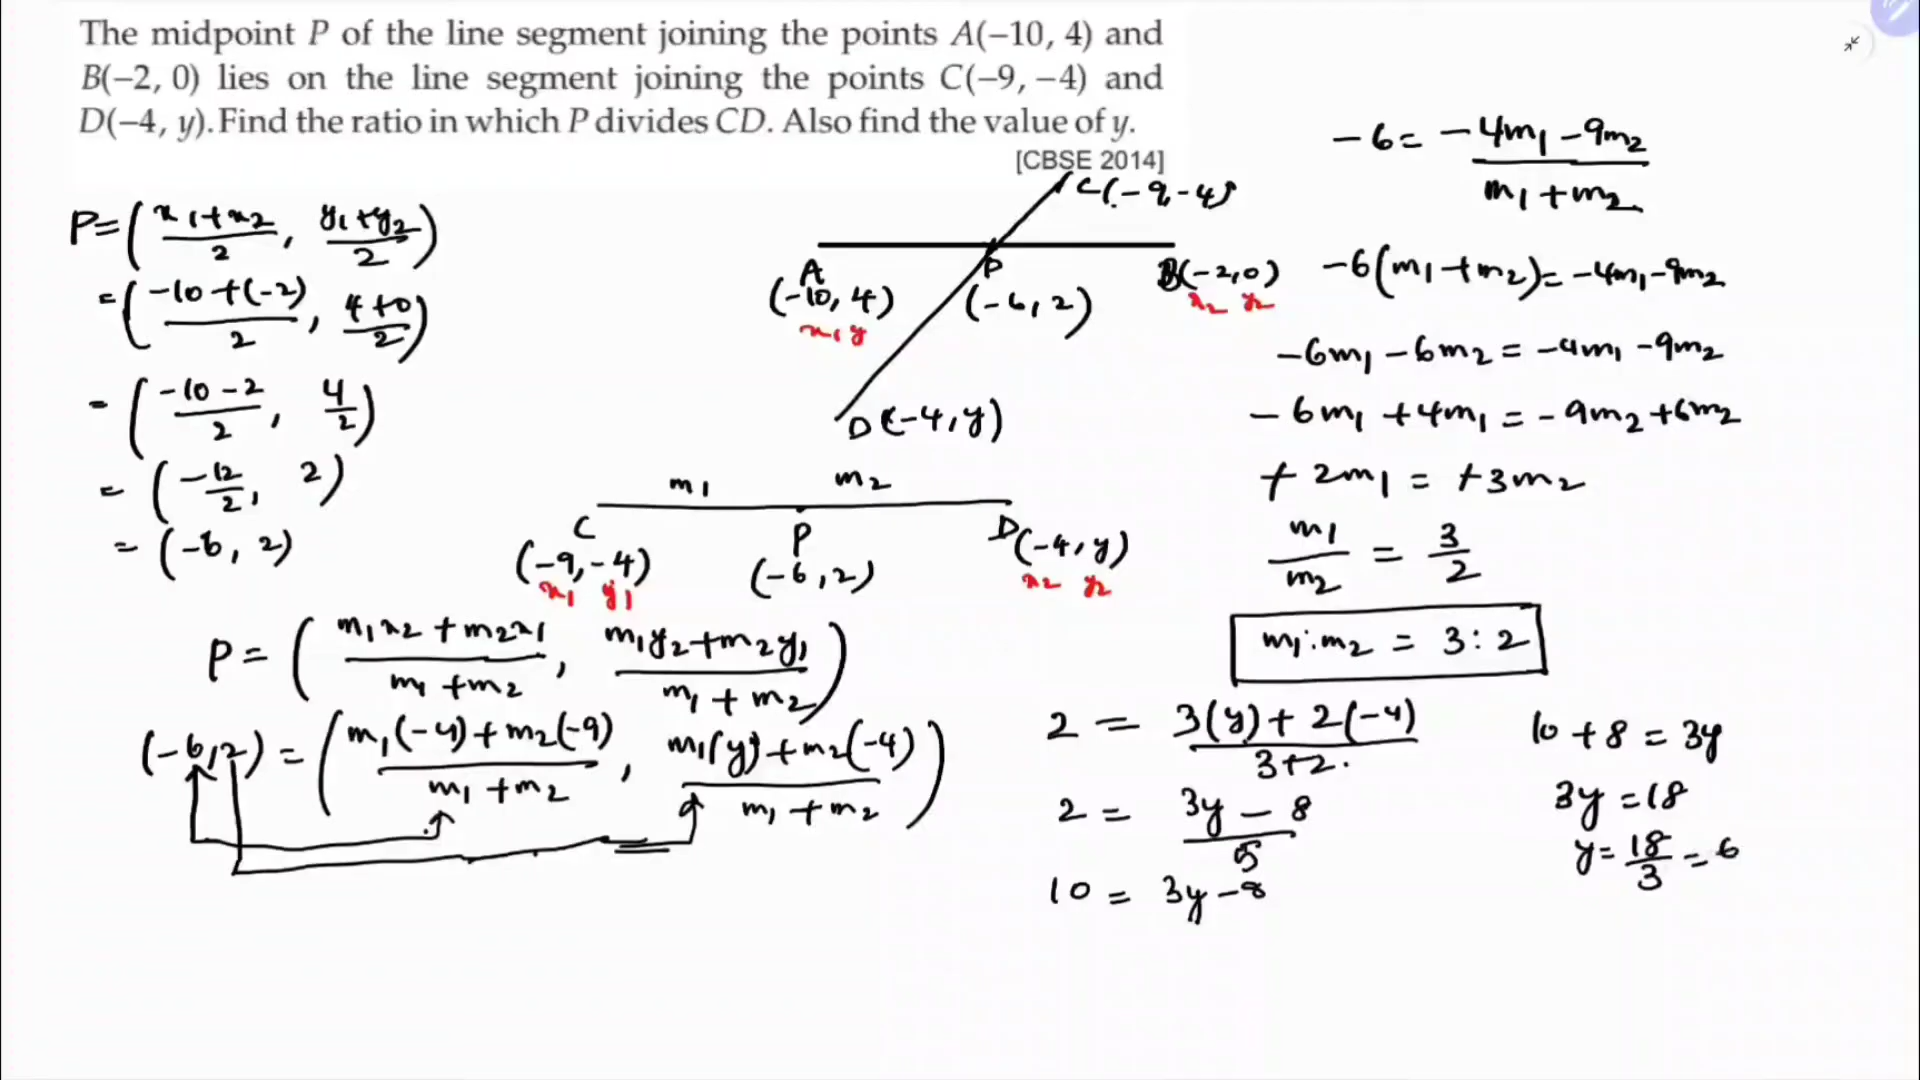 The midpoint P of the line segment joining the points A(−10, 4) and
B(−2, 0) lies on the line segment joining the points C(−9, −4) and
D(−4, y). Find the ratio in which P divides CD. Also find the value of y.
[CBSE 2014]
P = ( (x1+x2)/2 , (y1+y2)/2 )
= ( (-10+(-2))/2 , (4+0)/2 )
= ( (-10-2)/2 , 4/2 )
= ( -12/2 , 2 )
= (-6, 2)
C(-9, -4)
A P B(-2,0)
(-10, 4) (-6, 2)
x1 y x2 y2
D(-4, y)
m1 m2
C P D
(-9, -4) (-6, 2) (-4, y)
x1 y1 x2 y2
P = ( (m1x2 + m2x1)/(m1 + m2) , (m1y2 + m2y1)/(m1 + m2) )
(-6,2) = ( (m1(-4) + m2(-9))/(m1 + m2) , (m1(y) + m2(-4))/(m1 + m2) )
-6 = (-4m1 - 9m2)/(m1 + m2)
-6(m1+m2) = -4m1-9m2
-6m1 - 6m2 = -4m1 - 9m2
-6m1 + 4m1 = -9m2 + 6m2
+2m1 = +3m2
m1/m2 = 3/2
m1:m2 = 3:2
2 = (3(y) + 2(-4))/(3+2)
2 = (3y - 8)/5
10 = 3y - 8
10 + 8 = 3y
3y = 18
y = 18/3 = 6